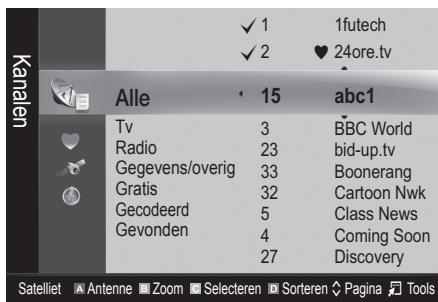 Kanalen
✓ 1 1futech
✓ 2 ♥ 24ore.tv
Alle 15 abc1
Tv 3 BBC World
Radio 23 bid-up.tv
Gegevens/overig 33 Boonerang
Gratis 32 Cartoon Nwk
Gecodeerd 5 Class News
Gevonden 4 Coming Soon
27 Discovery
Satelliet A Antenne B Zoom C Selecteren D Sorteren Pagina Tools